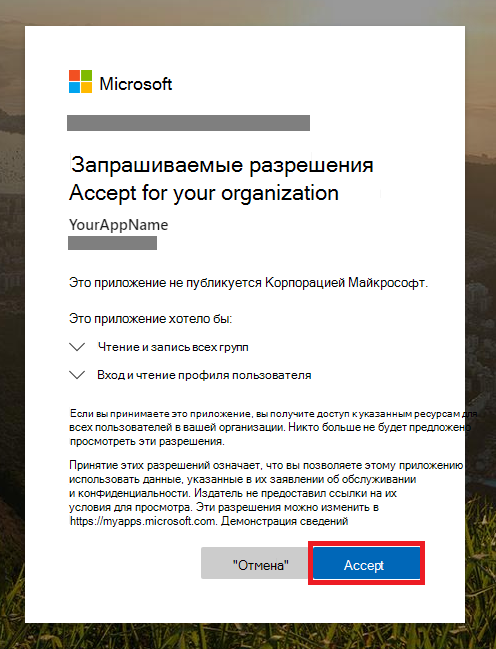 Microsoft
Запрашиваемые разрешения
Accept for your organization
YourAppName
Это приложение не публикуется Корпорацией Майкрософт.
Это приложение хотело бы:
Чтение и запись всех групп
Вход и чтение профиля пользователя
Если вы принимаете это приложение, вы получите доступ к указанным ресурсам для
всех пользователей в вашей организации. Никто больше не будет предложено
просмотреть эти разрешения.
Принятие этих разрешений означает, что вы позволяете этому приложению
использовать данные, указанные в их заявлении об обслуживании
и конфиденциальности. Издатель не предоставил ссылки на их
условия для просмотра. Эти разрешения можно изменить в
https://myapps.microsoft.com. Демонстрация сведений
"Отмена"
Accept